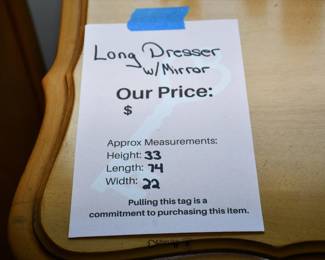 Long Dresser
w/ Mirror
Our Price:
$
Approx Measurements:
Height: 33
Length: 74
Width: 22
Pulling this tag is a
commitment to purchasing this item.